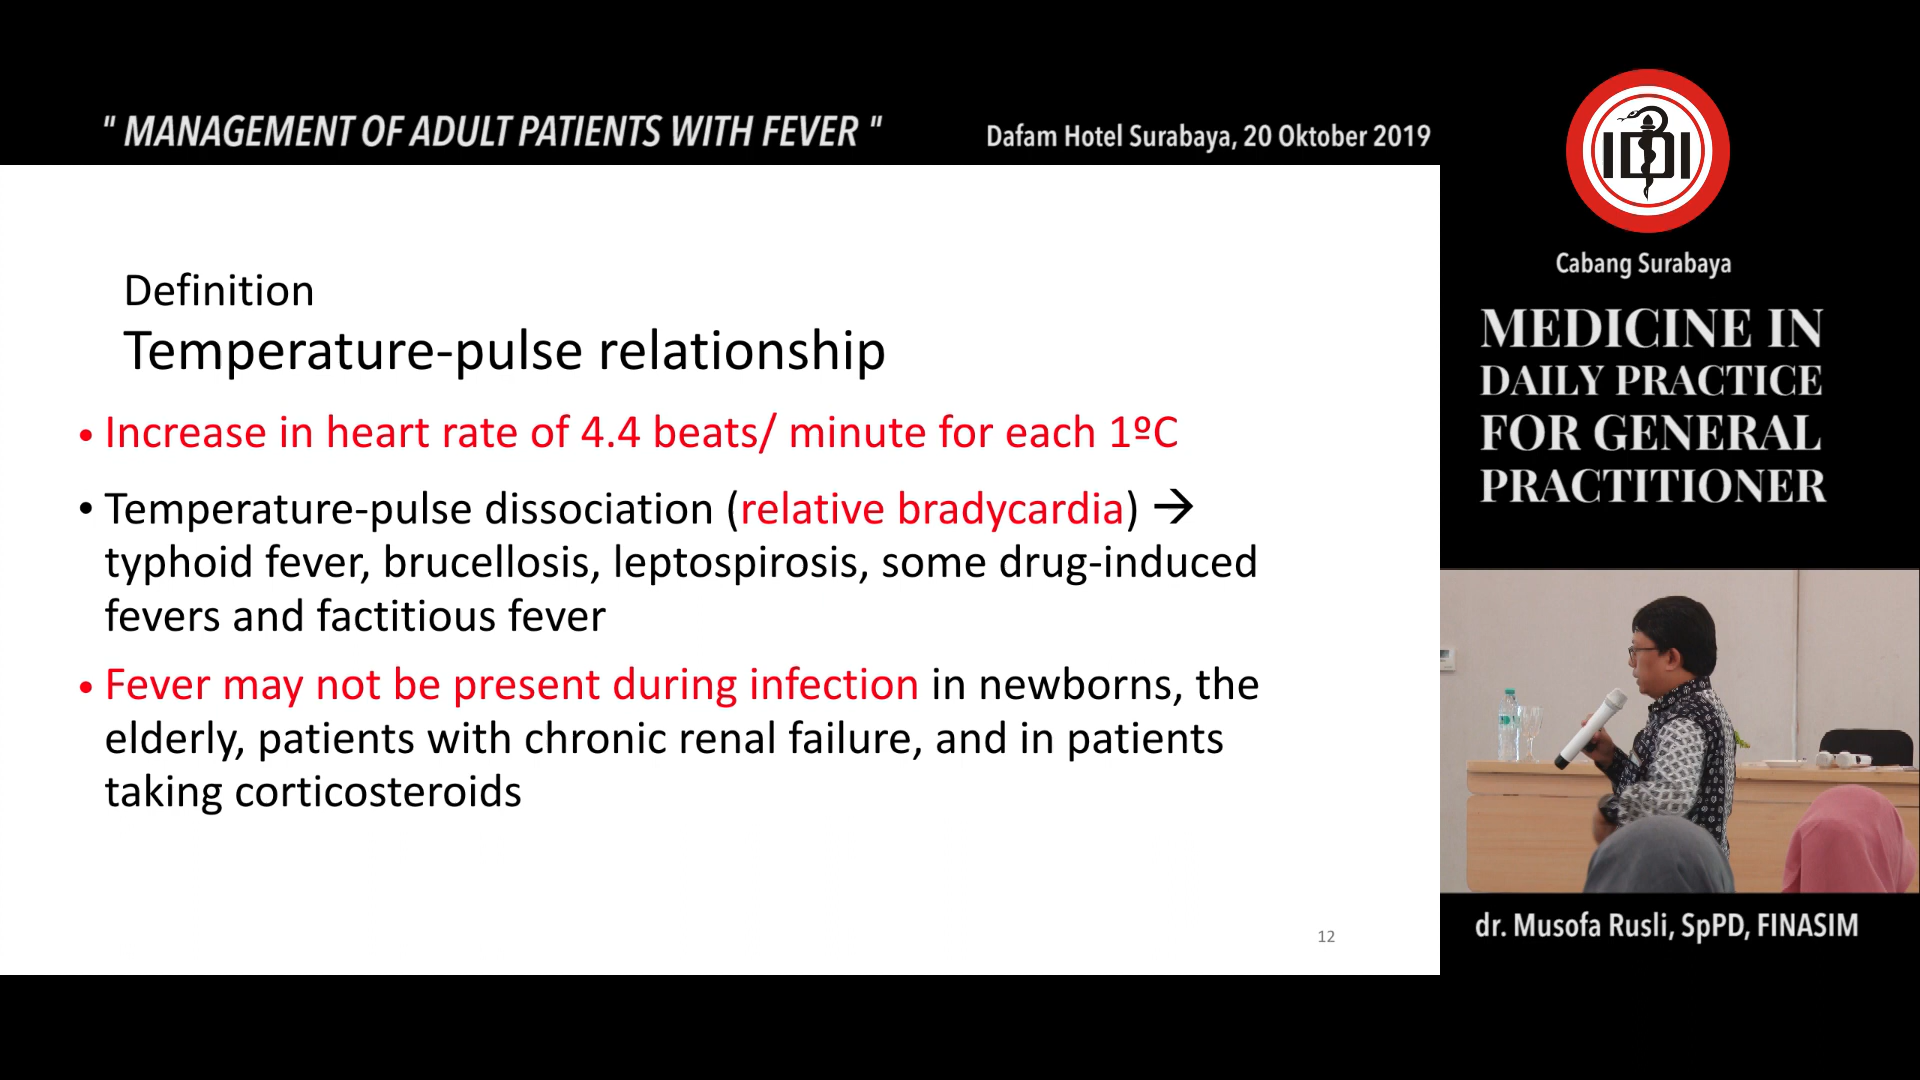 " MANAGEMENT OF ADULT PATIENTS WITH FEVER "
Dafam Hotel Surabaya, 20 Oktober 2019
IDI
Cabang Surabaya
MEDICINE IN
DAILY PRACTICE
FOR GENERAL
PRACTITIONER
Definition
Temperature-pulse relationship
• Increase in heart rate of 4.4 beats/ minute for each 1ºC
• Temperature-pulse dissociation (relative bradycardia) →
typhoid fever, brucellosis, leptospirosis, some drug-induced
fevers and factitious fever
• Fever may not be present during infection in newborns, the
elderly, patients with chronic renal failure, and in patients
taking corticosteroids
12
dr. Musofa Rusli, SpPD, FINASIM